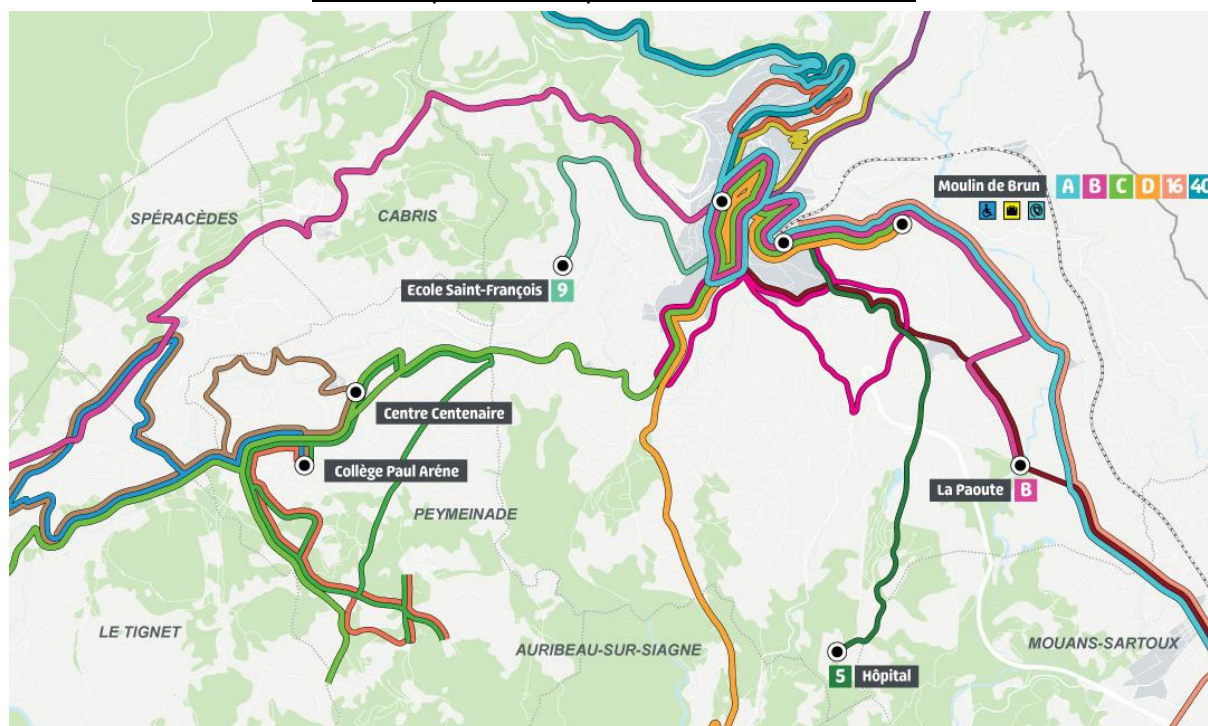 Moulin de Brun A B C D 16 40
SPÉRACÈDES
CABRIS
Ecole Saint-François 9
Centre Centenaire
Collège Paul Aréne
La Paoute B
PEYMEINADE
LE TIGNET
AURIBEAU-SUR-SIAGNE
MOUANS-SARTOUX
5 Hôpital